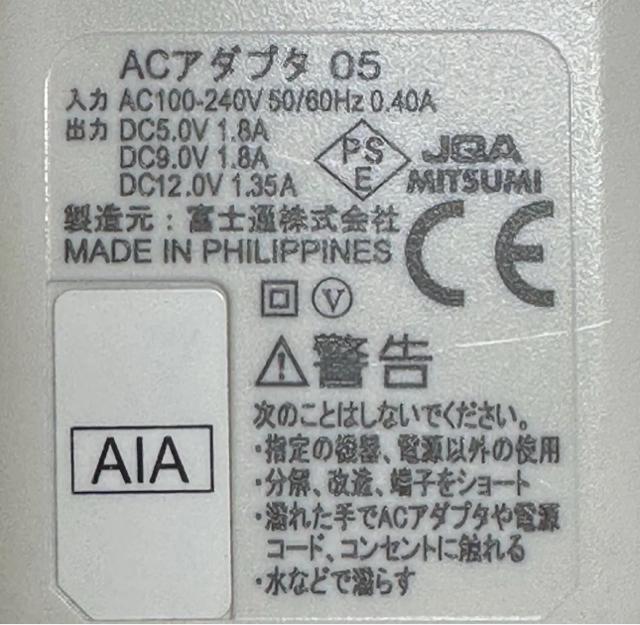 ACアダプタ 05
入力 AC100-240V 50/60Hz 0.40A
出力 DC5.0V 1.8A
DC9.0V 1.8A
DC12.0V 1.35A
PS
E
JQA
MITSUMI
製造元：富士通株式会社
MADE IN PHILIPPINES
CE
V
警告
次のことはしないでください。
・指定の機器、電源以外の使用
・分解、改造、端子をショート
・濡れた手でACアダプタや電源
コード、コンセントに触れる
・水などで濡らす
AIA